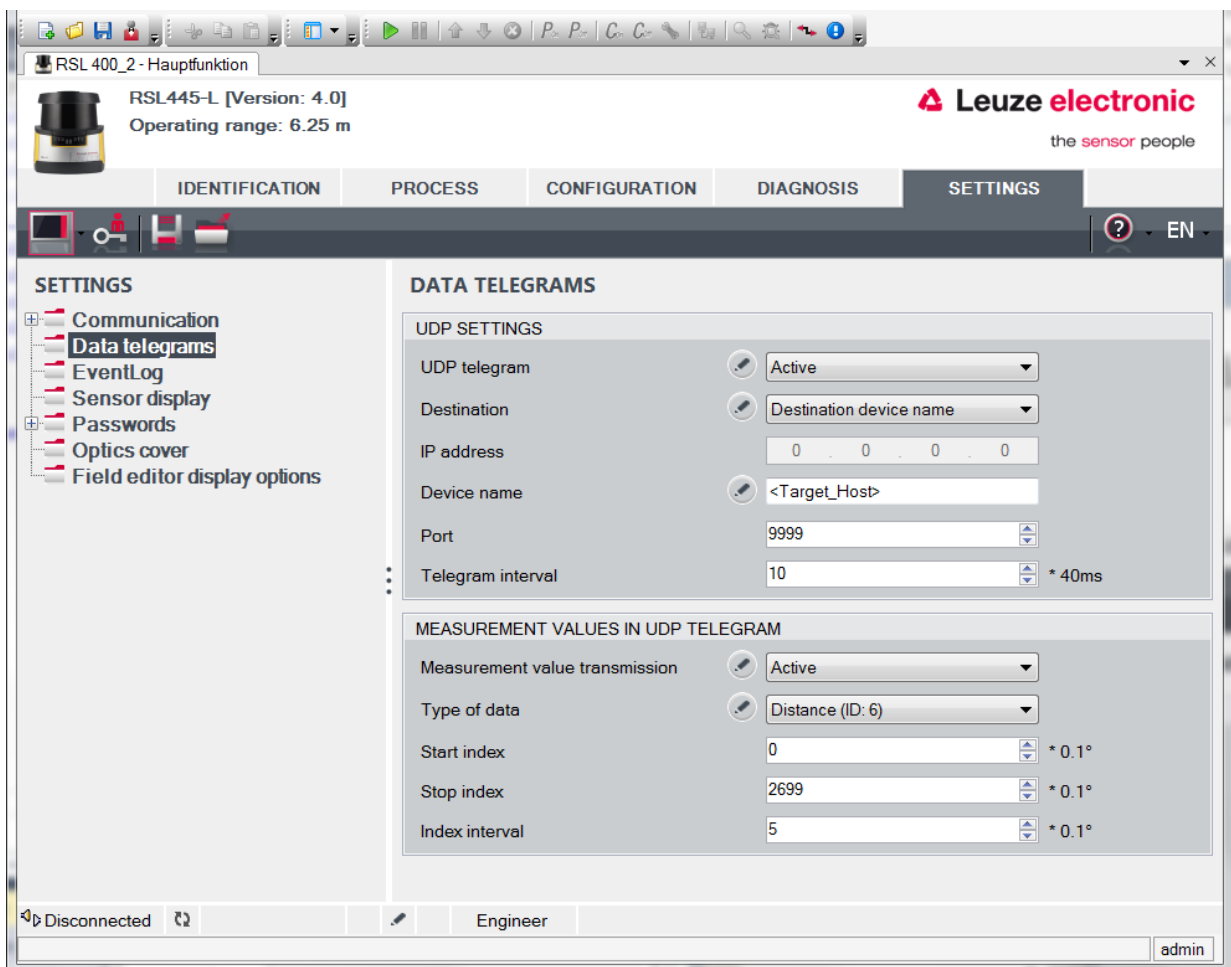 RSL 400_2 - Hauptfunktion
RSL445-L [Version: 4.0]
Operating range: 6.25 m
Leuze electronic
the sensor people
IDENTIFICATION PROCESS CONFIGURATION DIAGNOSIS SETTINGS
EN
SETTINGS
Communication
Data telegrams
EventLog
Sensor display
Passwords
Optics cover
Field editor display options
DATA TELEGRAMS
UDP SETTINGS
UDP telegram Active
Destination Destination device name
IP address 0 . 0 . 0 . 0
Device name <Target_Host>
Port 9999
Telegram interval 10 * 40ms
MEASUREMENT VALUES IN UDP TELEGRAM
Measurement value transmission Active
Type of data Distance (ID: 6)
Start index 0 * 0.1°
Stop index 2699 * 0.1°
Index interval 5 * 0.1°
Disconnected Engineer
admin